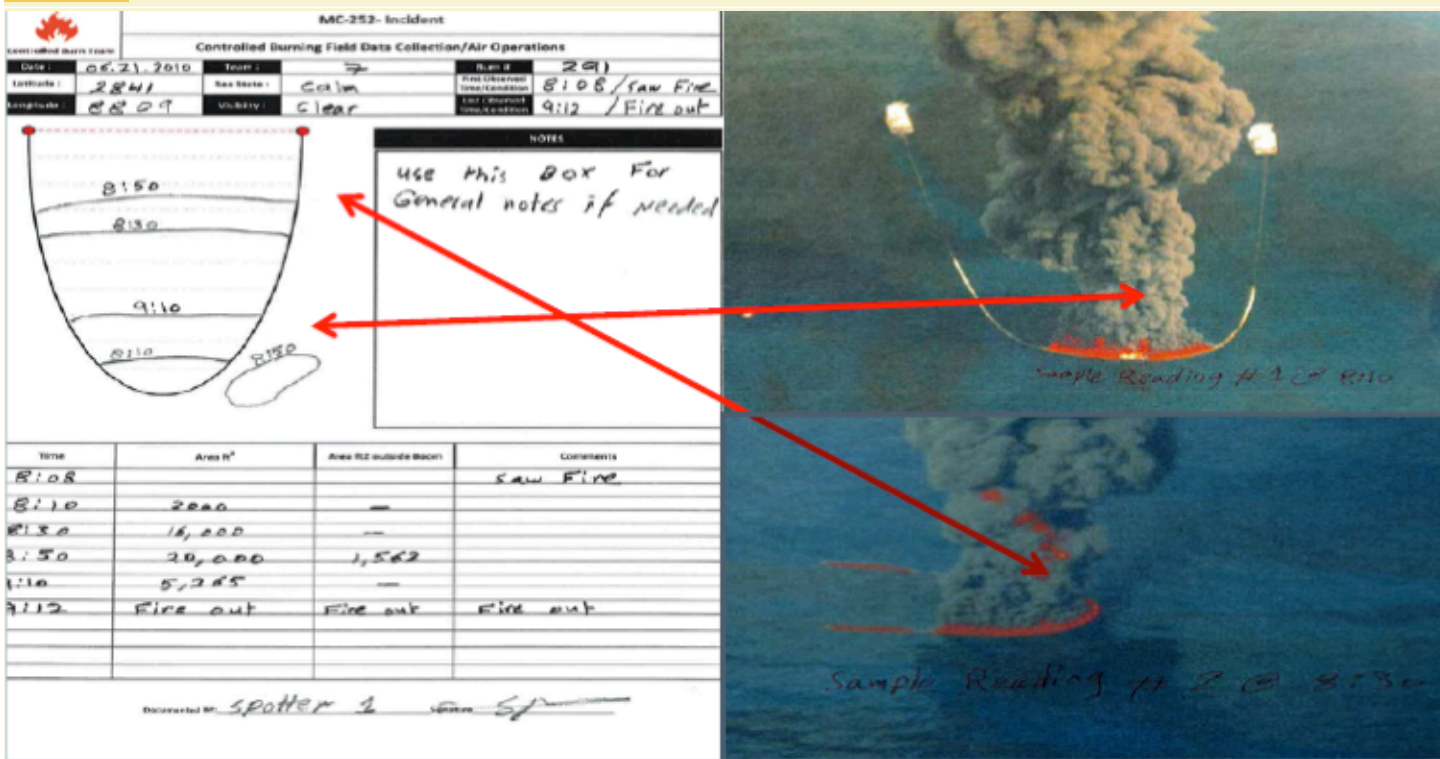 MC-252- Incident
Controlled Burn Team
Controlled Burning Field Data Collection/Air Operations
Date : 06.21.2010 Team : 7 Burn # 291
Latitude : 2841 Sea State : Calm First Observed Time/Condition 8:08/Saw Fire
Longitude : 8809 Visibility : Clear Last Observed Time/Condition 9:12 /Fire out
NOTES
use this Box For
General notes if needed
8:50
8:30
9:10
8:10
8:50
Time Area ft² Area ft2 outside Boom Comments
8:08 Saw Fire
8:10 2000 —
8:30 16,000 —
8:50 20,000 1,562
9:10 5,265 —
9:12 Fire out Fire out Fire out
Documented BY: Spotter 1 Signature
Sample Reading # 1 @ 8:10
Sample Reading # 2 @ 8:30